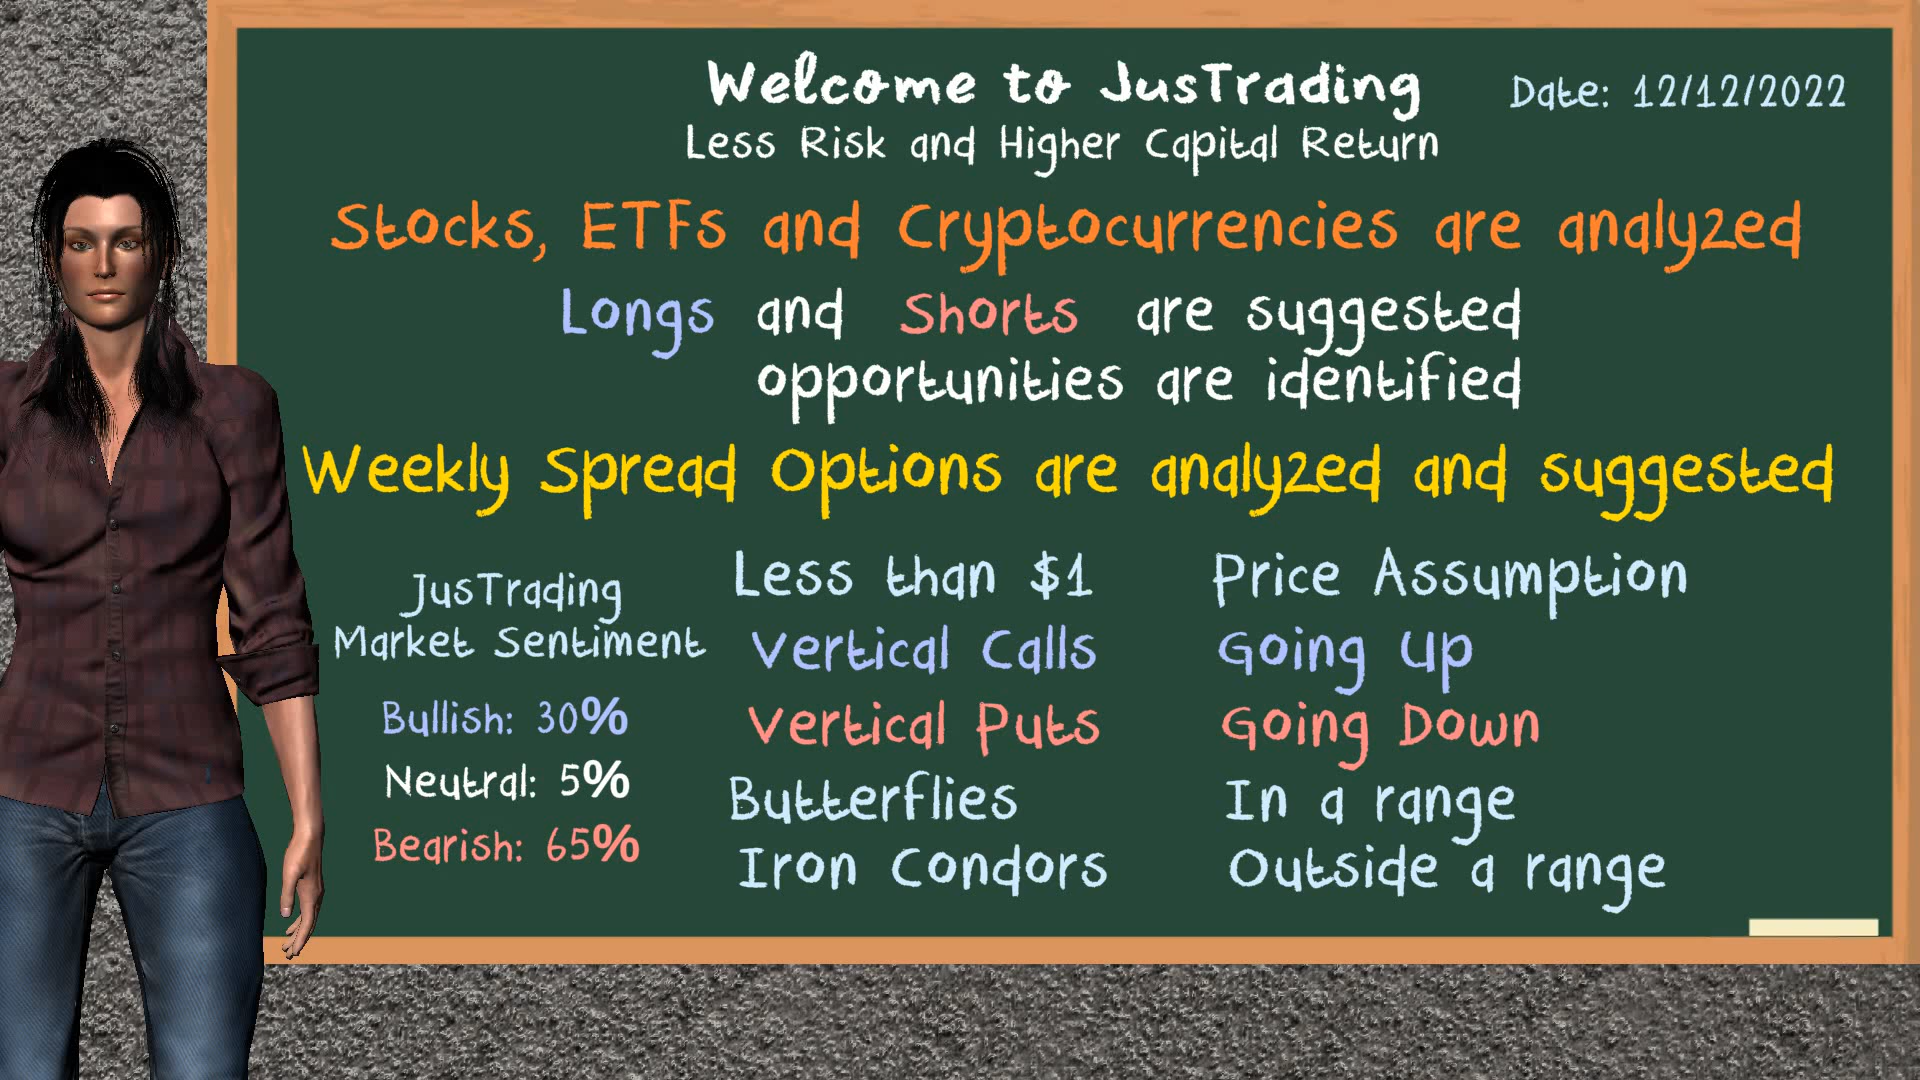 Welcome to JusTrading
Date: 12/12/2022
Less Risk and Higher Capital Return
Stocks, ETFs and Cryptocurrencies are analyzed
Longs and Shorts are suggested
opportunities are identified
Weekly Spread Options are analyzed and suggested
JusTrading
Market Sentiment
Bullish: 30%
Neutral: 5%
Bearish: 65%
Less than $1 Price Assumption
Vertical Calls Going Up
Vertical Puts Going Down
Butterflies In a range
Iron Condors Outside a range